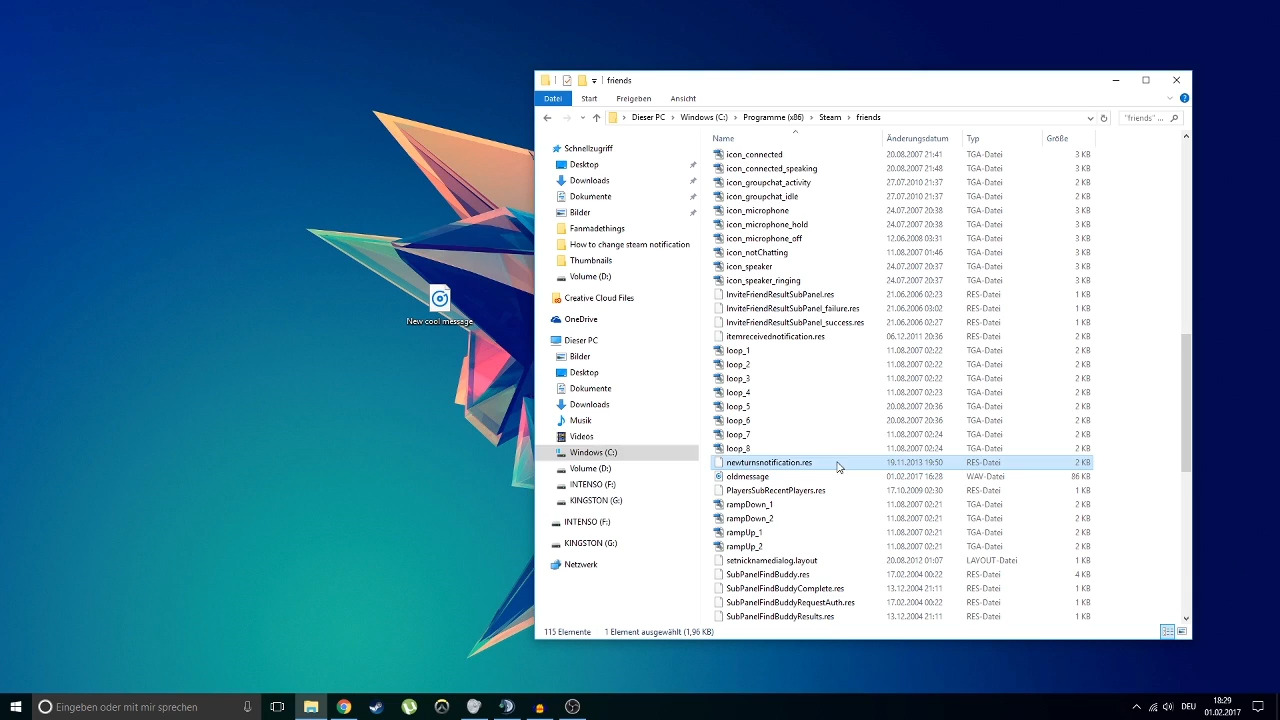 friends
Datei Start Freigeben Ansicht
Dieser PC Windows (C:) Programme (x86) Steam friends "friends" ...
Name Änderungsdatum Typ Größe
Schnellzugriff
Desktop
Downloads
Dokumente
Bilder
Fanmadethings
How to change steam notification
Thumbnails
Volume (D:)
Creative Cloud Files
OneDrive
Dieser PC
Bilder
Desktop
Dokumente
Downloads
Musik
Videos
Windows (C:)
Volume (D:)
INTENSO (F:)
KINGSTON (G:)
INTENSO (F:)
KINGSTON (G:)
Netzwerk
icon_connected 20.08.2007 21:41 TGA-Datei 3 KB
icon_connected_speaking 20.08.2007 21:48 TGA-Datei 3 KB
icon_groupchat_activity 27.07.2010 21:37 TGA-Datei 2 KB
icon_groupchat_idle 27.07.2010 21:37 TGA-Datei 2 KB
icon_microphone 24.07.2007 20:38 TGA-Datei 3 KB
icon_microphone_hold 24.07.2007 20:38 TGA-Datei 3 KB
icon_microphone_off 12.06.2008 03:31 TGA-Datei 3 KB
icon_notChatting 11.08.2007 01:46 TGA-Datei 3 KB
icon_speaker 24.07.2007 20:37 TGA-Datei 3 KB
icon_speaker_ringing 24.07.2007 20:37 TGA-Datei 3 KB
InviteFriendResultSubPanel.res 21.06.2006 02:23 RES-Datei 1 KB
InviteFriendResultSubPanel_failure.res 21.06.2006 03:02 RES-Datei 1 KB
InviteFriendResultSubPanel_success.res 21.06.2006 02:27 RES-Datei 1 KB
itemreceivednotification.res 06.12.2011 20:36 RES-Datei 2 KB
loop_1 11.08.2007 02:22 TGA-Datei 2 KB
loop_2 11.08.2007 02:22 TGA-Datei 2 KB
loop_3 11.08.2007 02:22 TGA-Datei 2 KB
loop_4 11.08.2007 02:23 TGA-Datei 2 KB
loop_5 20.08.2007 20:36 TGA-Datei 2 KB
loop_6 20.08.2007 20:36 TGA-Datei 2 KB
loop_7 11.08.2007 02:24 TGA-Datei 2 KB
loop_8 11.08.2007 02:24 TGA-Datei 2 KB
newturnsnotification.res 19.11.2013 19:50 RES-Datei 2 KB
oldmessage 01.02.2017 16:28 WAV-Datei 86 KB
PlayersSubRecentPlayers.res 17.10.2009 02:30 RES-Datei 1 KB
rampDown_1 11.08.2007 02:21 TGA-Datei 2 KB
rampDown_2 11.08.2007 02:21 TGA-Datei 2 KB
rampUp_1 11.08.2007 02:21 TGA-Datei 2 KB
rampUp_2 11.08.2007 02:21 TGA-Datei 2 KB
setnicknamedialog.layout 20.08.2012 01:07 LAYOUT-Datei 1 KB
SubPanelFindBuddy.res 17.02.2004 00:22 RES-Datei 4 KB
SubPanelFindBuddyComplete.res 13.12.2004 21:11 RES-Datei 1 KB
SubPanelFindBuddyRequestAuth.res 17.02.2004 00:22 RES-Datei 1 KB
SubPanelFindBuddyResults.res 13.12.2004 21:11 RES-Datei 1 KB
115 Elemente 1 Element ausgewählt (1,96 KB)
New cool message
Eingeben oder mit mir sprechen
DEU
18:29
01.02.2017